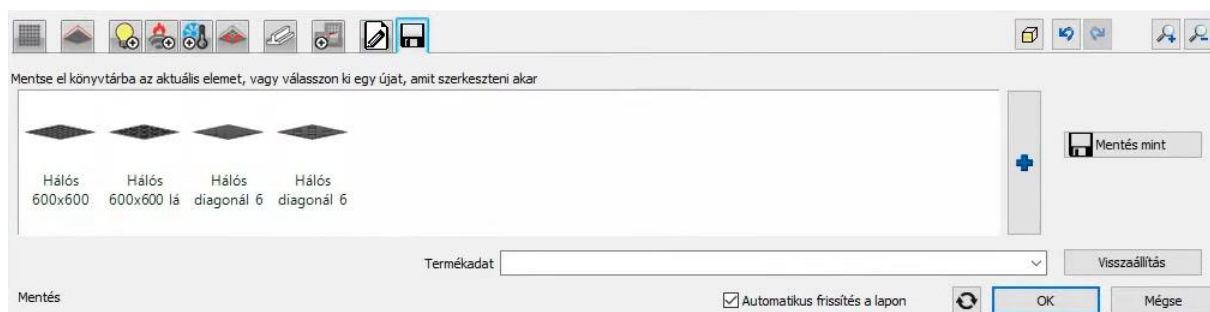 Mentse el könyvtárba az aktuális elemet, vagy válasszon ki egy újat, amit szerkeszteni akar
Hálós
600x600
Hálós
600x600 lá
Hálós
diagonál 6
Hálós
diagonál 6
Mentés mint
Termékadat
Visszaállítás
Mentés
Automatikus frissítés a lapon
OK
Mégse